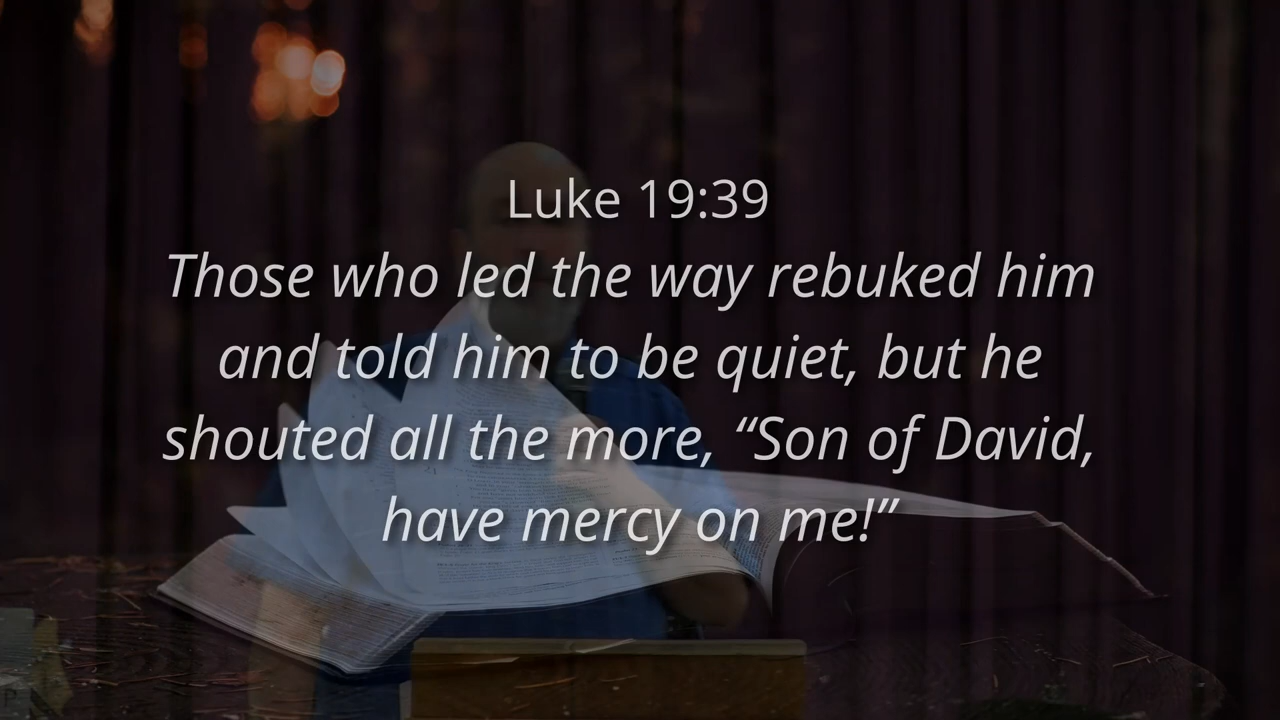 Luke 19:39
Those who led the way rebuked him
and told him to be quiet, but he
shouted all the more, “Son of David,
have mercy on me!”